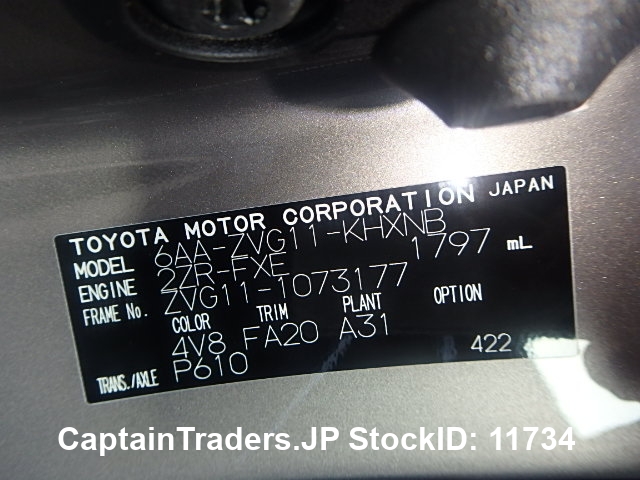 TOYOTA MOTOR CORPORATION JAPAN
MODEL 6AA-ZVG11-KHXNB
ENGINE 2ZR-FXE 1797 mL
FRAME No. ZVG11-1073177
COLOR TRIM PLANT OPTION
4V8 FA20 A31
TRANS./AXLE P610 422
CaptainTraders.JP StockID: 11734